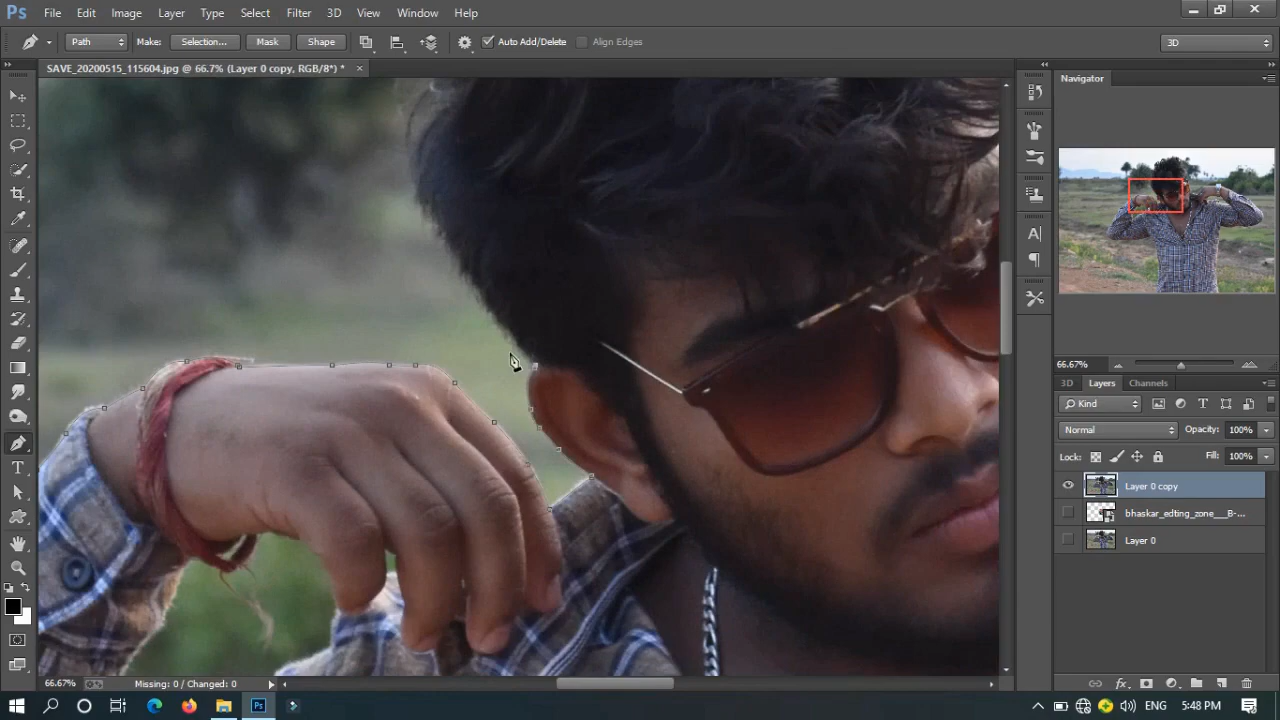 Ps File Edit Image Layer Type Select Filter 3D View Window Help
Path Make: Selection... Mask Shape Auto Add/Delete Align Edges 3D
SAVE_20200515_115604.jpg @ 66.7% (Layer 0 copy, RGB/8*) * ×
Navigator
66.67%
3D Layers Channels
Kind
Normal Opacity: 100%
Lock: Fill: 100%
Layer 0 copy
bhaskar_edting_zone___B-...
Layer 0
66.67% Missing: 0 / Changed: 0
ENG 5:48 PM